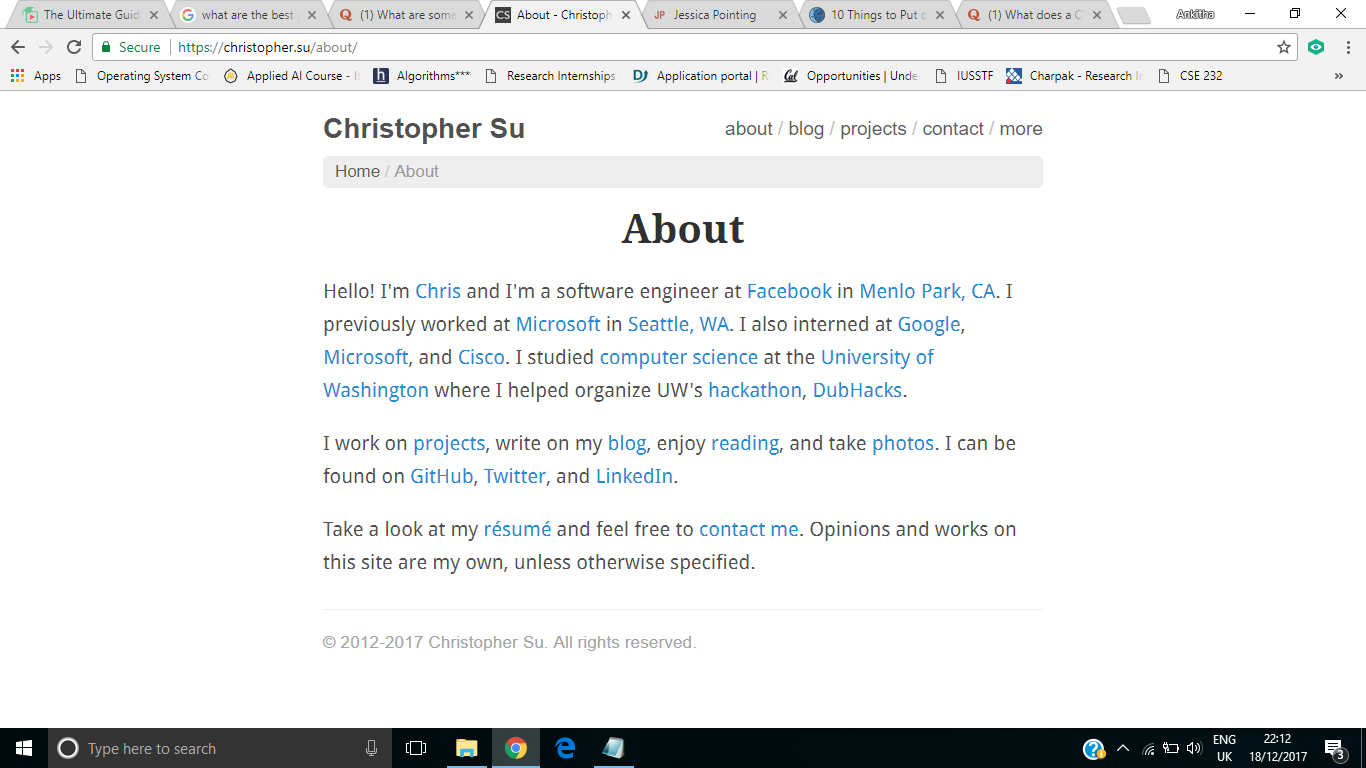 The Ultimate Guid
what are the best
(1) What are some
CS About - Christoph
JP Jessica Pointing
10 Things to Put o
(1) What does a C
Ankitha
Secure https://christopher.su/about/
Apps Operating System Co Applied AI Course - I h Algorithms*** Research Internships Application portal | R Cal Opportunities | Unde IUSSTF Charpak - Research In CSE 232 »
Christopher Su
about / blog / projects / contact / more
Home / About
About
Hello! I'm Chris and I'm a software engineer at Facebook in Menlo Park, CA. I
previously worked at Microsoft in Seattle, WA. I also interned at Google,
Microsoft, and Cisco. I studied computer science at the University of
Washington where I helped organize UW's hackathon, DubHacks.
I work on projects, write on my blog, enjoy reading, and take photos. I can be
found on GitHub, Twitter, and LinkedIn.
Take a look at my résumé and feel free to contact me. Opinions and works on
this site are my own, unless otherwise specified.
© 2012-2017 Christopher Su. All rights reserved.
Type here to search
ENG
UK
22:12
18/12/2017
3